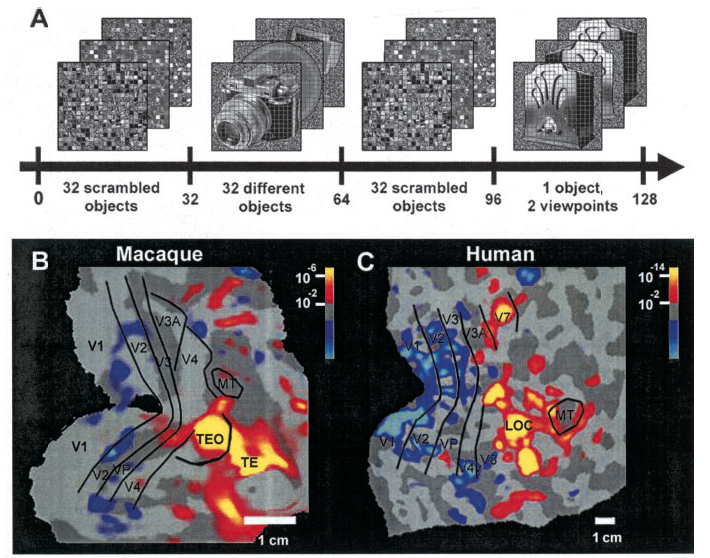 A
32 scrambled
objects
32 different
objects
32 scrambled
objects
1 object,
2 viewpoints
0
32
64
96
128
B
Macaque
10-6
10-2
V1
V2
V3
V3A
V4
MT
V1
V2
VP
V4
TEO
TE
1 cm
C
Human
10-14
10-2
V1
V2
V3
V3A
V7
V1
V2
VP
V4
V8
LOC
MT
1 cm